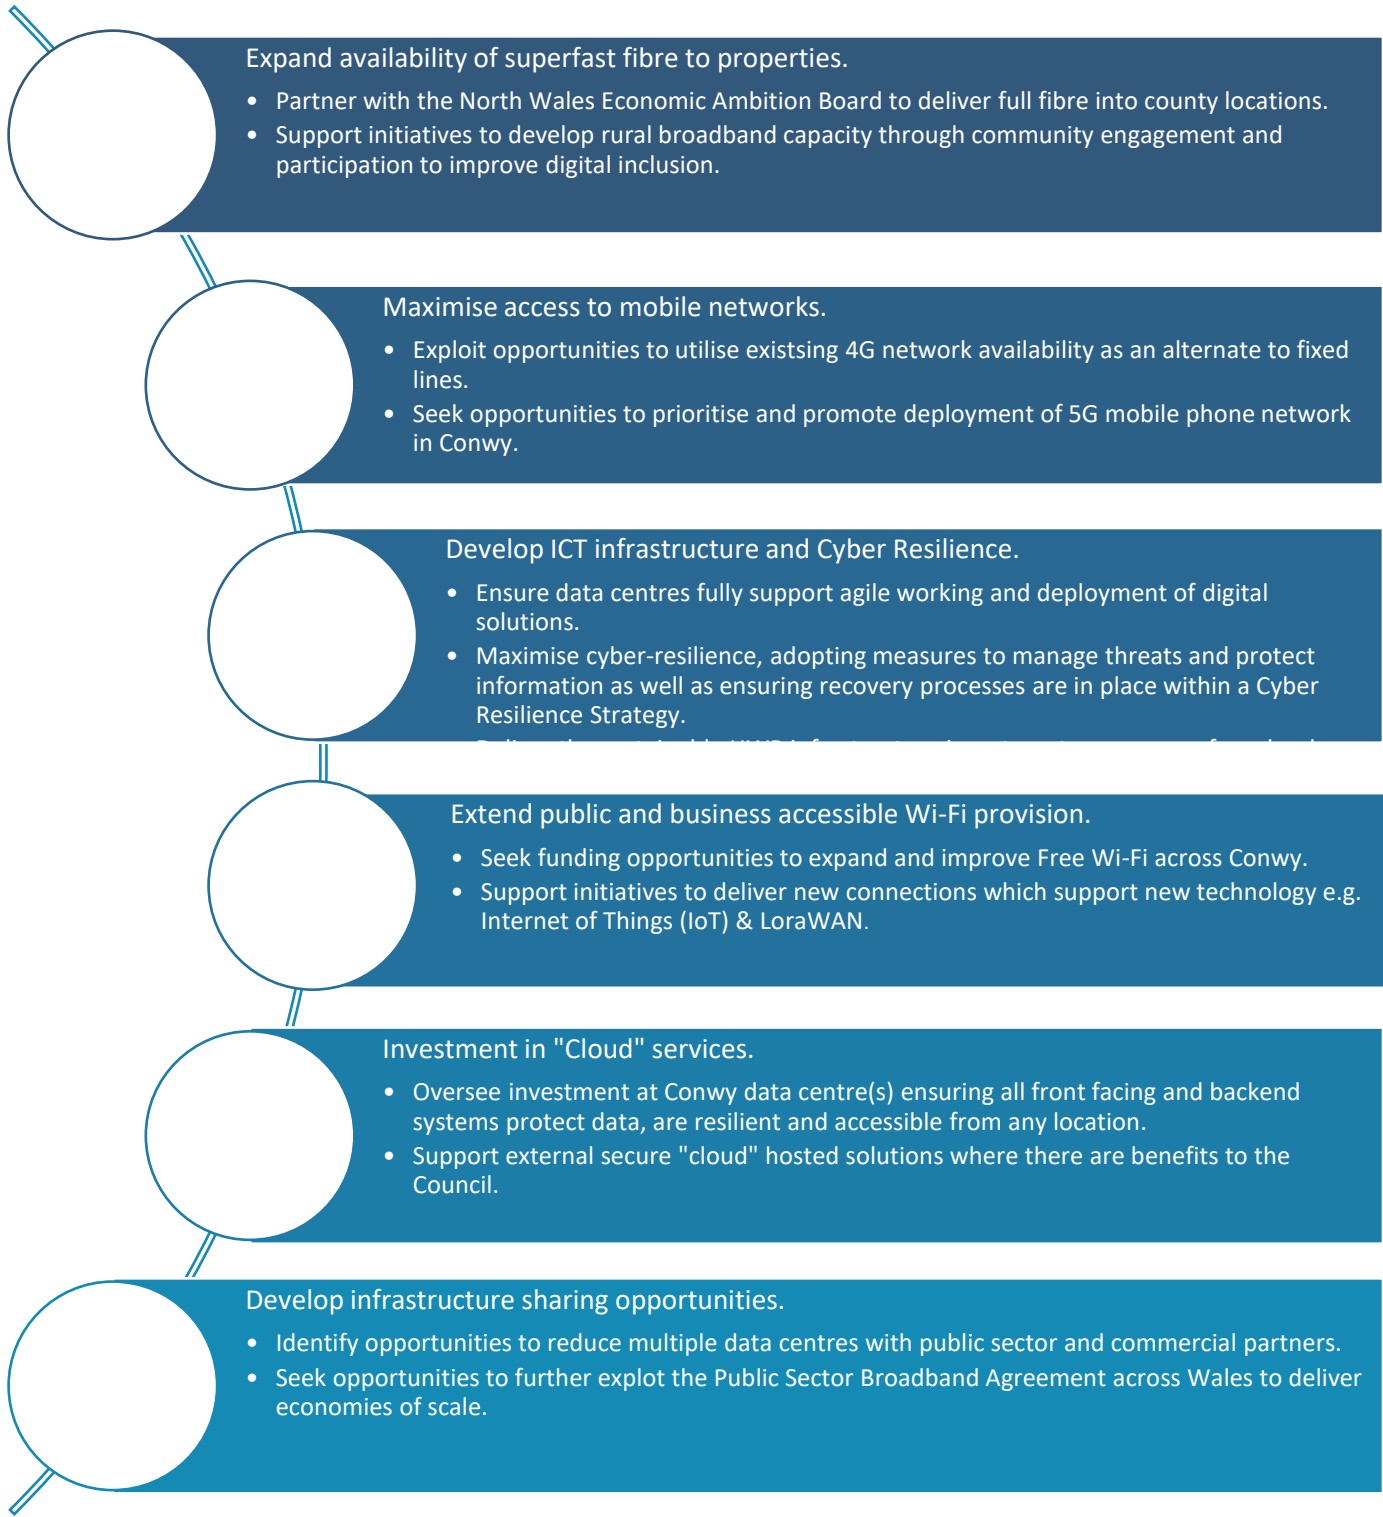 Expand availability of superfast fibre to properties.
• Partner with the North Wales Economic Ambition Board to deliver full fibre into county locations.
• Support initiatives to develop rural broadband capacity through community engagement and
participation to improve digital inclusion.
Maximise access to mobile networks.
• Exploit opportunities to utilise existsing 4G network availability as an alternate to fixed
lines.
• Seek opportunities to prioritise and promote deployment of 5G mobile phone network
in Conwy.
Develop ICT infrastructure and Cyber Resilience.
• Ensure data centres fully support agile working and deployment of digital
solutions.
• Maximise cyber-resilience, adopting measures to manage threats and protect
information as well as ensuring recovery processes are in place within a Cyber
Resilience Strategy.
Extend public and business accessible Wi-Fi provision.
• Seek funding opportunities to expand and improve Free Wi-Fi across Conwy.
• Support initiatives to deliver new connections which support new technology e.g.
Internet of Things (IoT) & LoraWAN.
Investment in "Cloud" services.
• Oversee investment at Conwy data centre(s) ensuring all front facing and backend
systems protect data, are resilient and accessible from any location.
• Support external secure "cloud" hosted solutions where there are benefits to the
Council.
Develop infrastructure sharing opportunities.
• Identify opportunities to reduce multiple data centres with public sector and commercial partners.
• Seek opportunities to further explot the Public Sector Broadband Agreement across Wales to deliver
economies of scale.